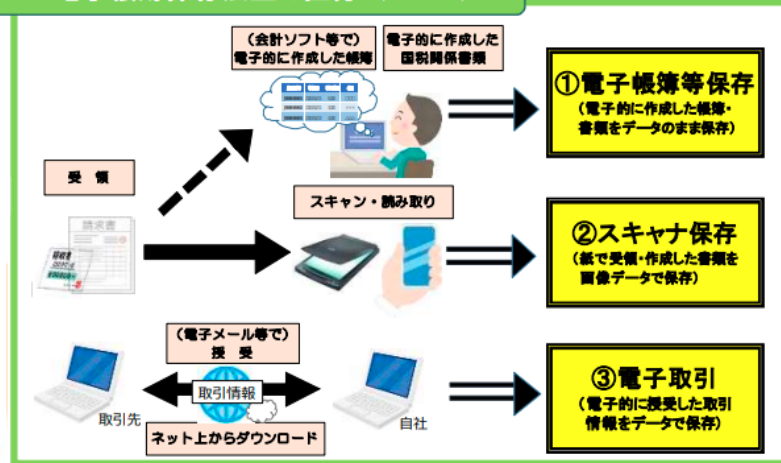 (会計ソフト等で)
電子的に作成した帳簿
電子的に作成した
国税関係書類
①電子帳簿等保存
(電子的に作成した帳簿・
書類をデータのまま保存)
受 領
請求書
領収書
スキャン・読み取り
②スキャナ保存
(紙で受領・作成した書類を
画像データで保存)
(電子メール等で)
授 受
取引情報
取引先
自社
ネット上からダウンロード
③電子取引
(電子的に授受した取引
情報をデータで保存)